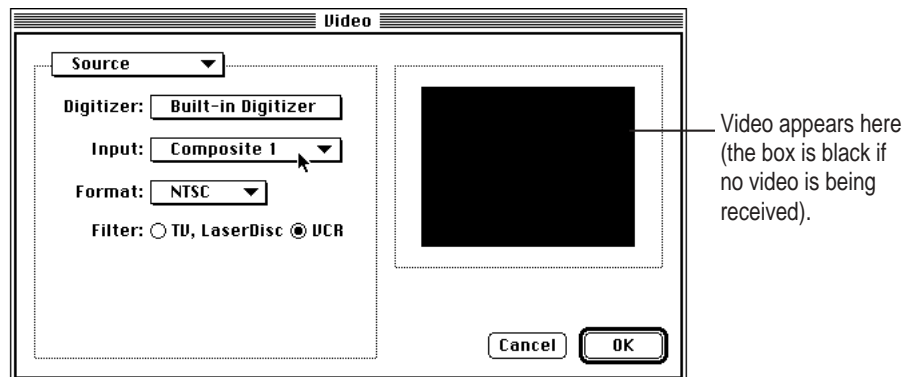 Video
Source
Digitizer: Built-in Digitizer
Input: Composite 1
Format: NTSC
Filter: TV, LaserDisc VCR
Video appears here
(the box is black if
no video is being
received).
Cancel OK